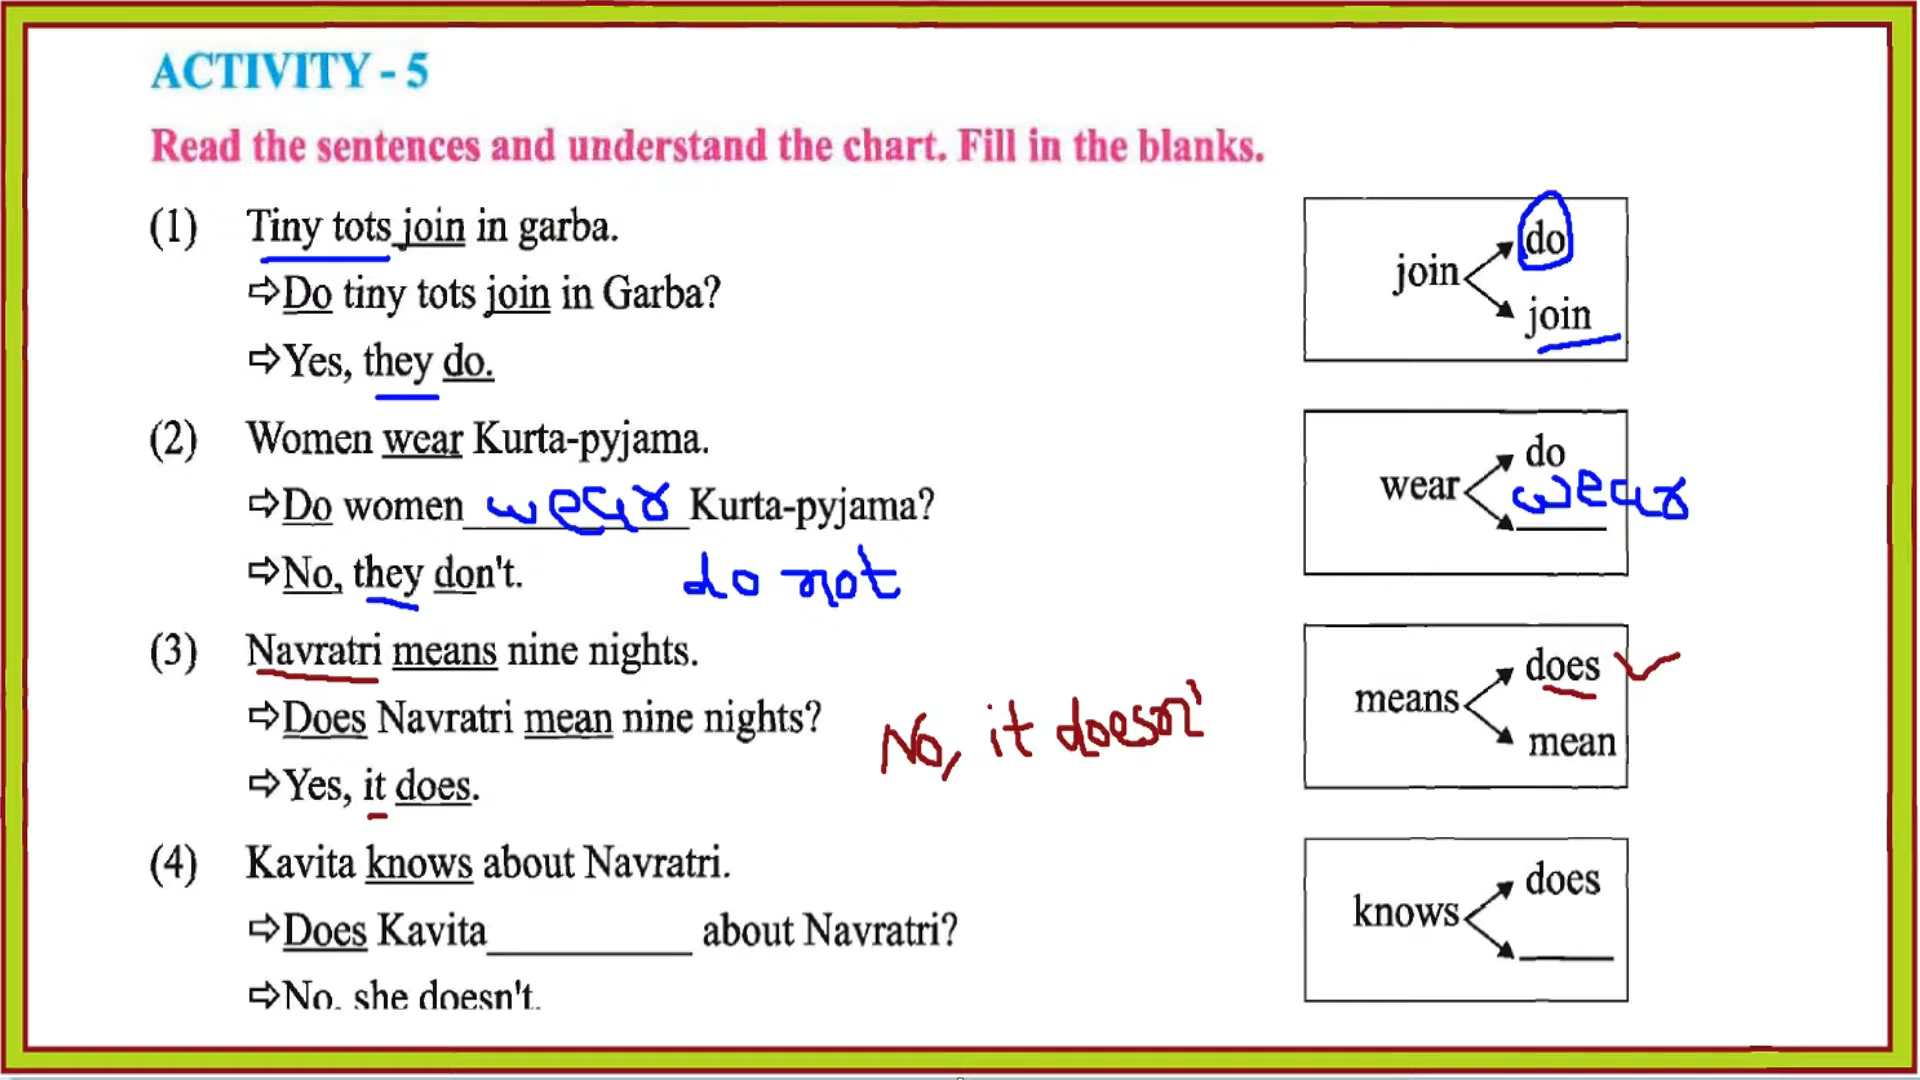 ACTIVITY - 5
Read the sentences and understand the chart. Fill in the blanks.
(1) Tiny tots join in garba.
⇨Do tiny tots join in Garba?
⇨Yes, they do.
join do
join
(2) Women wear Kurta-pyjama.
⇨Do women wear Kurta-pyjama?
⇨No, they don't. do not
wear do
wear
(3) Navratri means nine nights.
⇨Does Navratri mean nine nights?
⇨Yes, it does.
No, it doesn'
means does
mean
(4) Kavita knows about Navratri.
⇨Does Kavita__________ about Navratri?
⇨No, she doesn't.
knows does
____